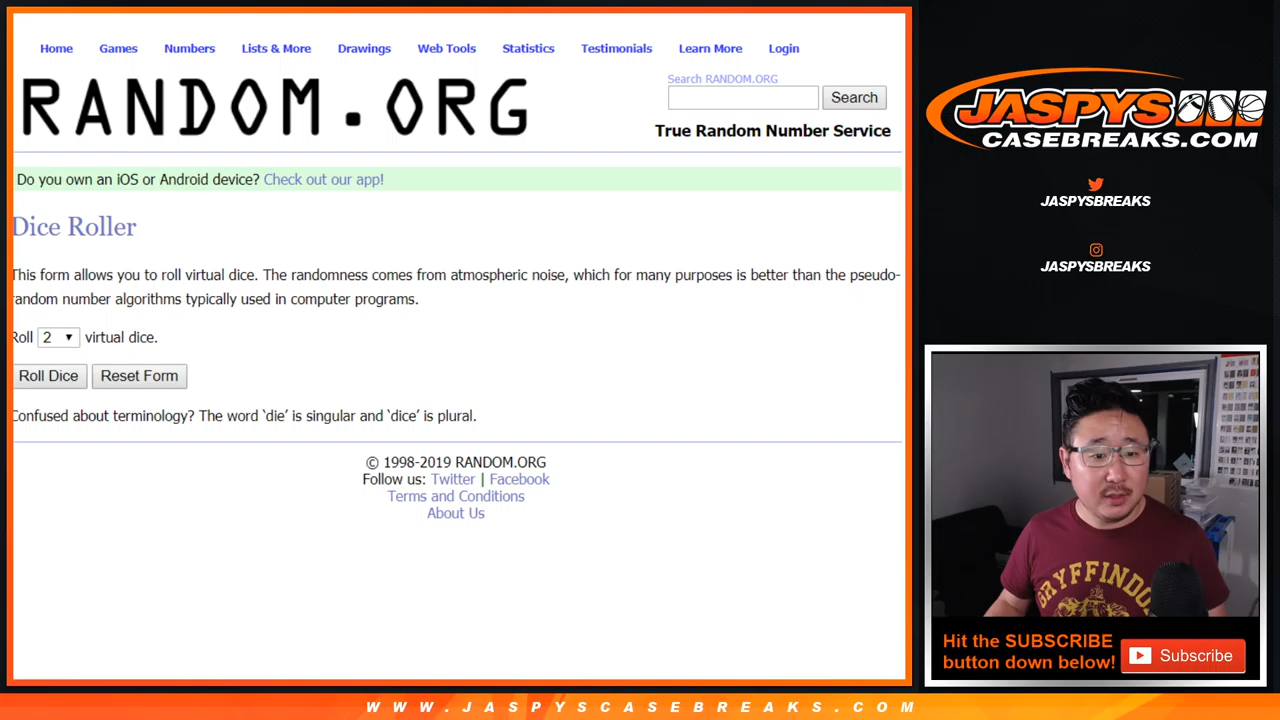 Home Games Numbers Lists & More Drawings Web Tools Statistics Testimonials Learn More Login
RANDOM.ORG
Search RANDOM.ORG
Search
True Random Number Service
Do you own an iOS or Android device? Check out our app!
Dice Roller
This form allows you to roll virtual dice. The randomness comes from atmospheric noise, which for many purposes is better than the pseudo-
random number algorithms typically used in computer programs.
Roll 2 virtual dice.
Roll Dice Reset Form
Confused about terminology? The word ‘die’ is singular and ‘dice’ is plural.
© 1998-2019 RANDOM.ORG
Follow us: Twitter | Facebook
Terms and Conditions
About Us
JASPYS
CASEBREAKS.COM
JASPYSBREAKS
JASPYSBREAKS
GRYFFINDO
Hit the SUBSCRIBE
button down below!
Subscribe
WWW.JASPYSCASEBREAKS.COM